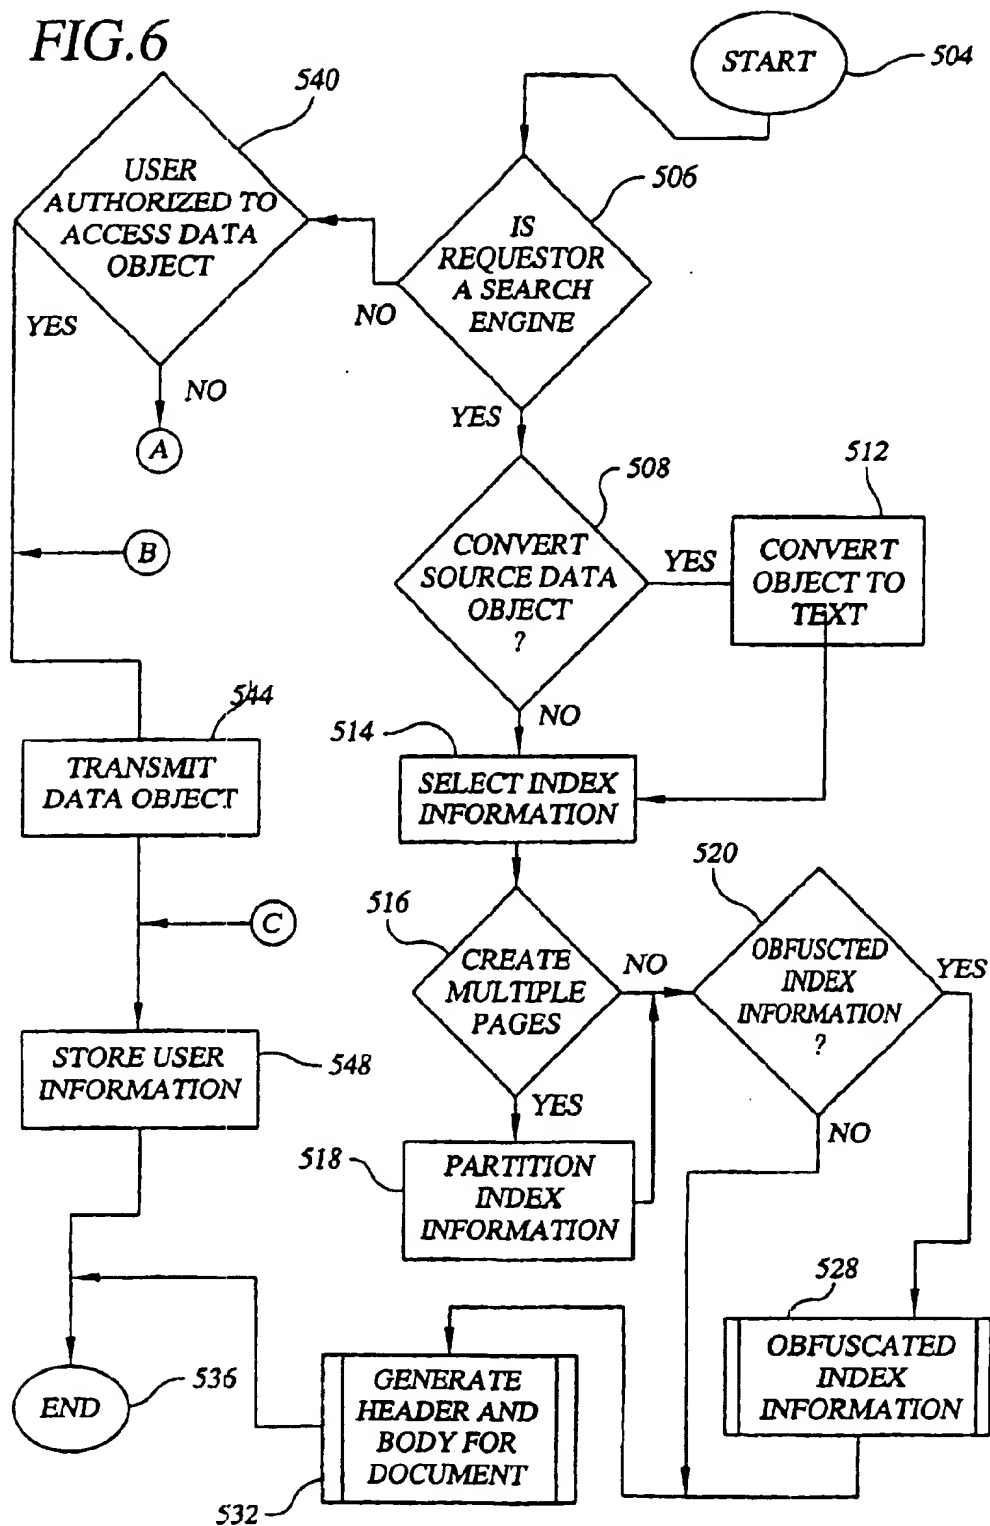 FIG.6
START
504
540
USER
AUTHORIZED TO
ACCESS DATA
OBJECT
506
IS
REQUESTOR
A SEARCH
ENGINE
NO
YES
NO
YES
A
508
CONVERT
SOURCE DATA
OBJECT
?
YES
512
CONVERT
OBJECT TO
TEXT
B
NO
544
TRANSMIT
DATA OBJECT
514
SELECT INDEX
INFORMATION
C
516
CREATE
MULTIPLE
PAGES
NO
520
OBFUSCTED
INDEX
INFORMATION
?
YES
STORE USER
INFORMATION
548
YES
NO
518
PARTITION
INDEX
INFORMATION
528
OBFUSCATED
INDEX
INFORMATION
END
536
GENERATE
HEADER AND
BODY FOR
DOCUMENT
532